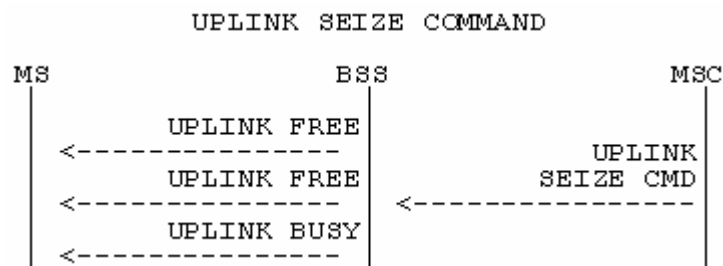 UPLINK SEIZE COMMAND
MS BSS MSC
UPLINK FREE
UPLINK
UPLINK FREE
SEIZE CMD
UPLINK BUSY